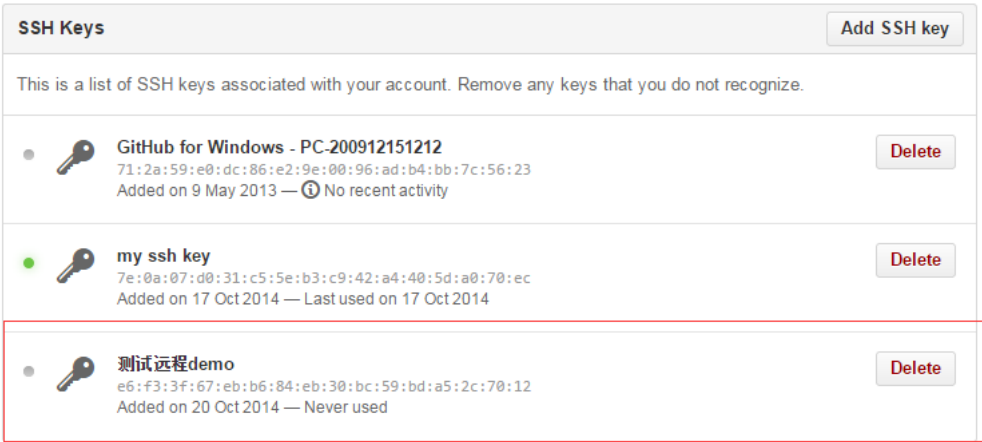 SSH Keys
Add SSH key
This is a list of SSH keys associated with your account. Remove any keys that you do not recognize.
GitHub for Windows - PC-200912151212
Delete
71:2a:59:e0:dc:86:e2:9e:00:96:ad:b4:bb:7c:56:23
Added on 9 May 2013 — No recent activity
my ssh key
Delete
7e:0a:07:d0:31:c5:5e:b3:c9:42:a4:40:5d:a0:70:ec
Added on 17 Oct 2014 — Last used on 17 Oct 2014
测试远程demo
Delete
e6:f3:3f:67:eb:b6:84:eb:30:bc:59:bd:a5:2c:70:12
Added on 20 Oct 2014 — Never used